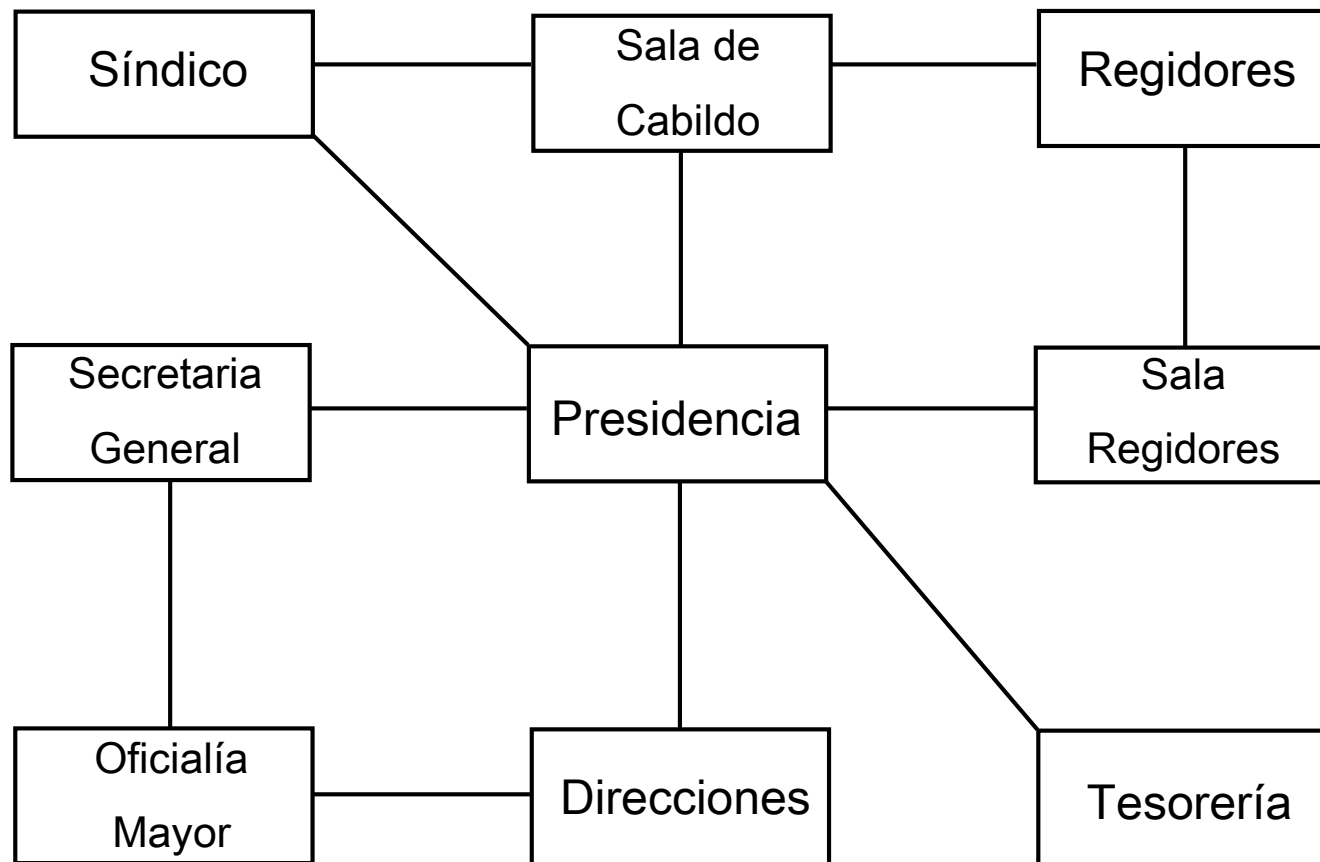 Síndico
Sala de
Cabildo
Regidores
Secretaria
General
Presidencia
Sala
Regidores
Oficialía
Mayor
Direcciones
Tesorería